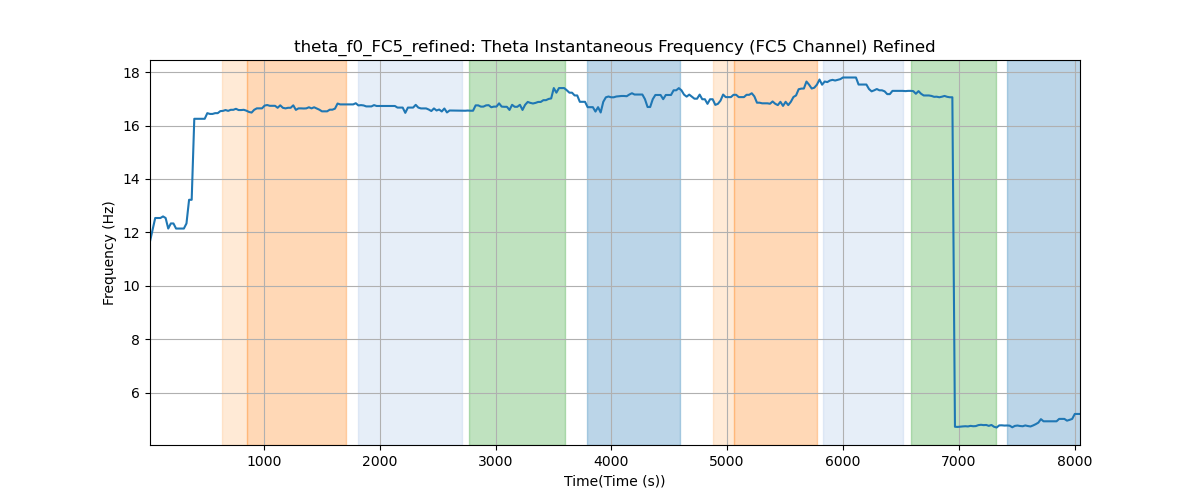 theta_f0_FC5_refined: Theta Instantaneous Frequency (FC5 Channel) Refined
Frequency (Hz)
18
16
14
12
10
8
6
1000 2000 3000 4000 5000 6000 7000 8000
Time(Time (s))